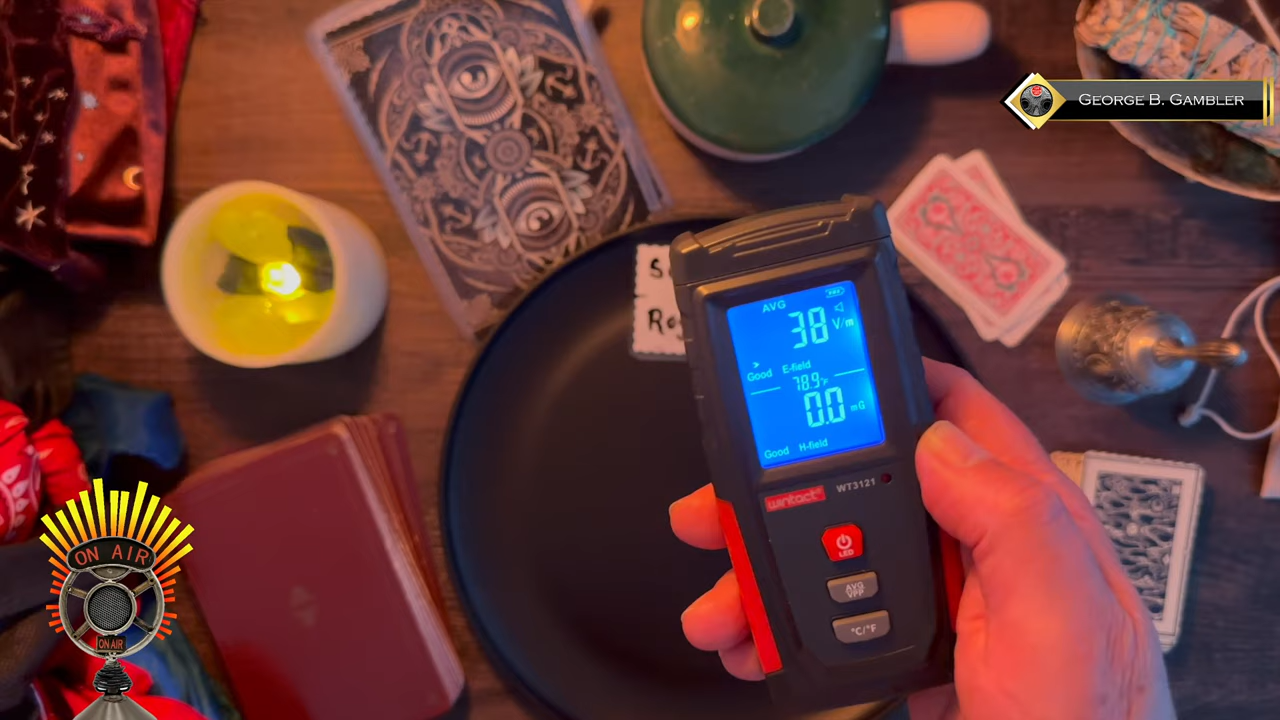 George B. Gambler
AVG
38 V/m
Good E-field
78.9°F
0.0 mG
Good H-field
wintact
WT3121
LED
AVG
VPP
°C/°F
ON AIR
ON AIR